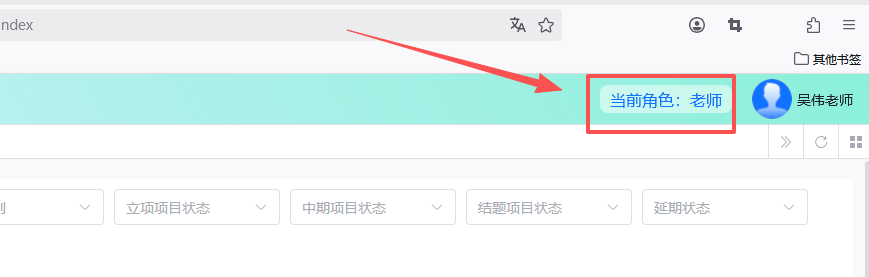 ndex
其他书签
当前角色：老师
吴伟老师
立项项目状态
中期项目状态
结题项目状态
延期状态